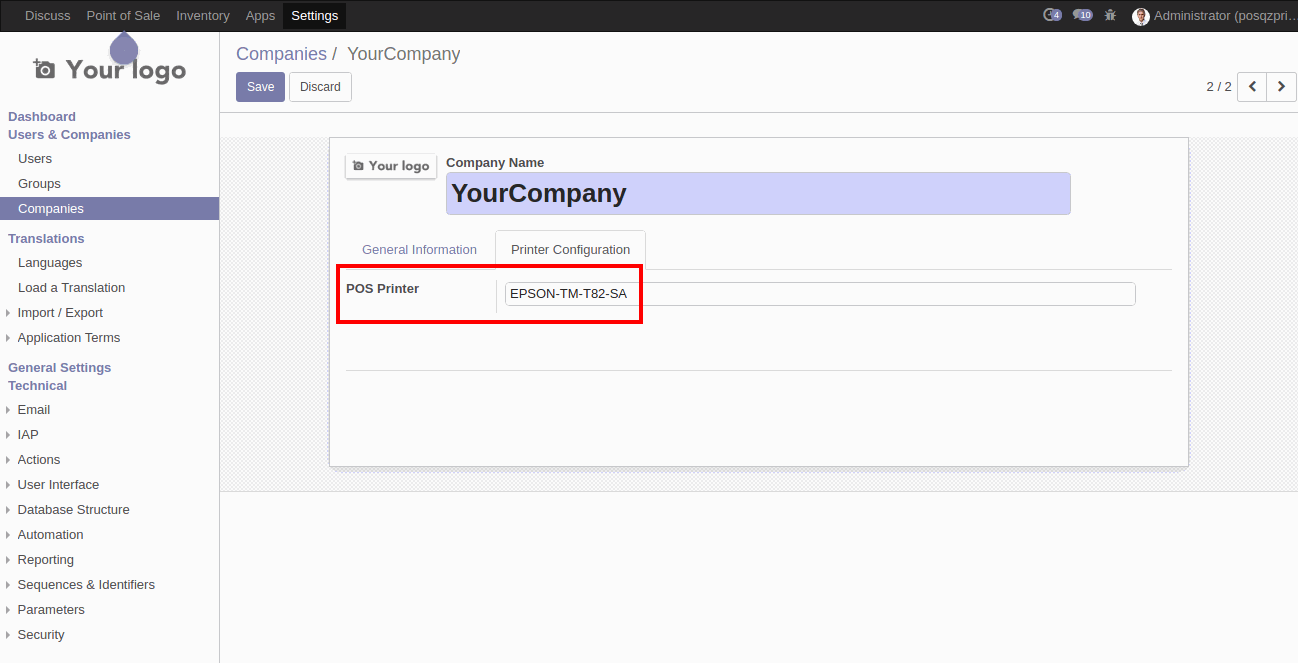 Discuss Point of Sale Inventory Apps Settings 4 10 Administrator (posqzpri...
Your logo
Companies / YourCompany
Save Discard 2 / 2
Dashboard
Users & Companies
Users
Groups
Companies
Translations
Languages
Load a Translation
Import / Export
Application Terms
General Settings
Technical
Email
IAP
Actions
User Interface
Database Structure
Automation
Reporting
Sequences & Identifiers
Parameters
Security
Your logo
Company Name
YourCompany
General Information Printer Configuration
POS Printer EPSON-TM-T82-SA